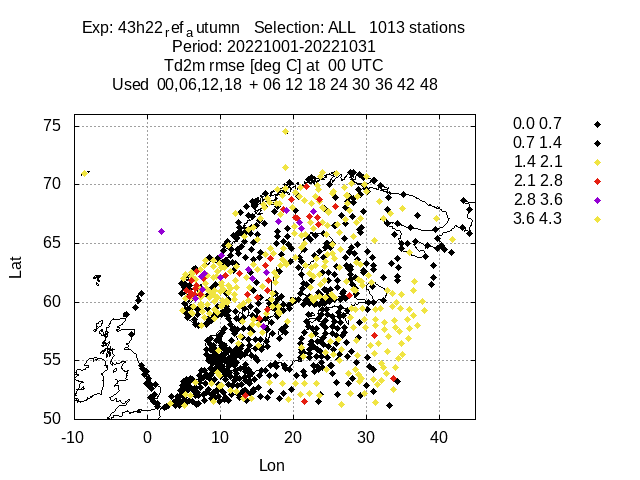 Exp: 43h22ref_autumn Selection: ALL 1013 stations
Period: 20221001-20221031
Td2m rmse [deg C] at 00 UTC
Used 00,06,12,18 + 06 12 18 24 30 36 42 48
0.0 0.7
0.7 1.4
1.4 2.1
2.1 2.8
2.8 3.6
3.6 4.3
75
70
65
60
55
50
Lat
-10 0 10 20 30 40
Lon